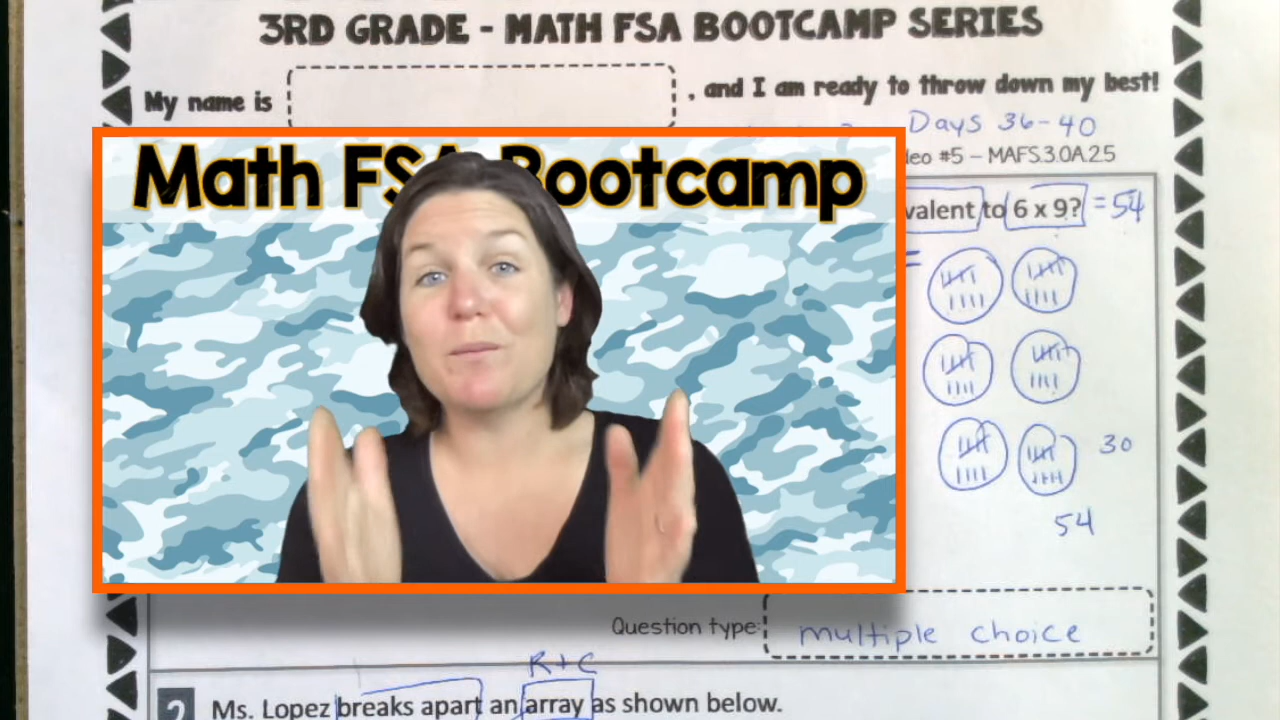 3RD GRADE - MATH FSA BOOTCAMP SERIES
My name is , and I am ready to throw down my best!
Days 36-40
#5 - MAFS.3.OA.2.5
Math FSA Bootcamp
to 6 x 9? = 54
=
30
54
Question type: multiple choice
R + C
2 Ms. Lopez breaks apart an array as shown below.